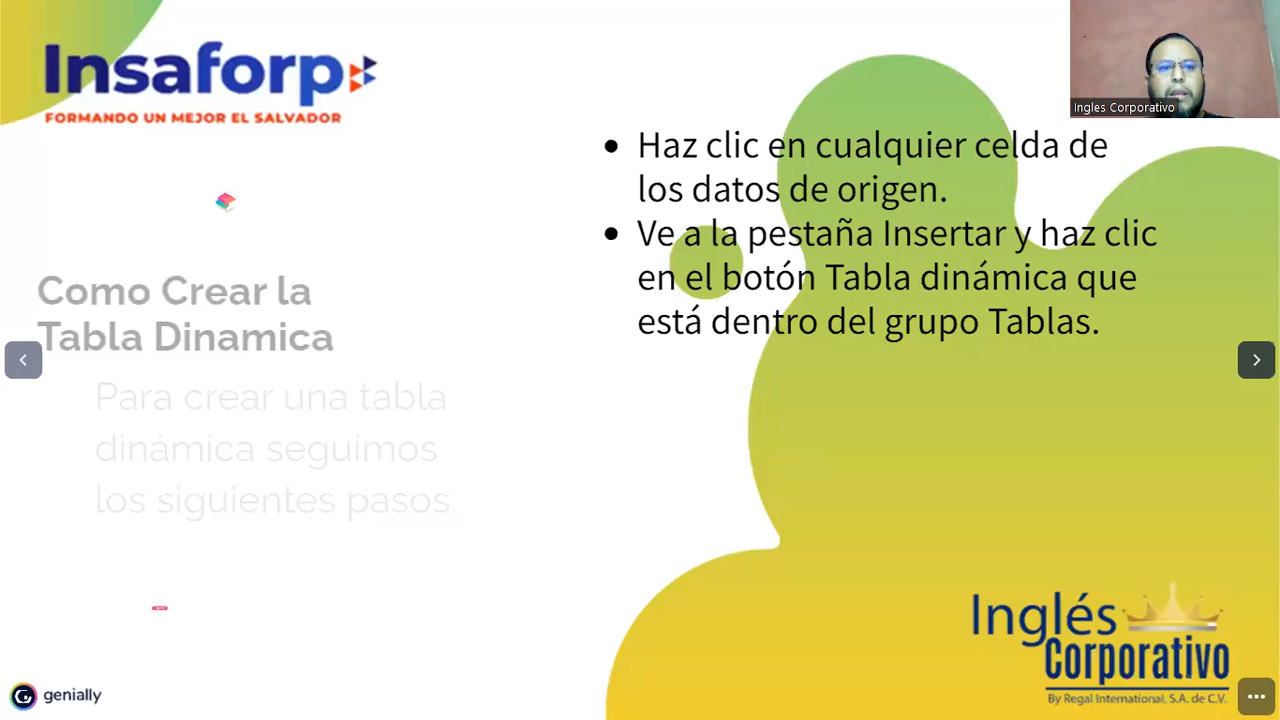 Insaforp
FORMANDO UN MEJOR EL SALVADOR
Ingles Corporativo
Como Crear la
Tabla Dinamica
Para crear una tabla
dinámica seguimos
los siguientes pasos:
• Haz clic en cualquier celda de
los datos de origen.
• Ve a la pestaña Insertar y haz clic
en el botón Tabla dinámica que
está dentro del grupo Tablas.
Inglés
Corporativo
By Regal International, S.A. de C.V.
genially